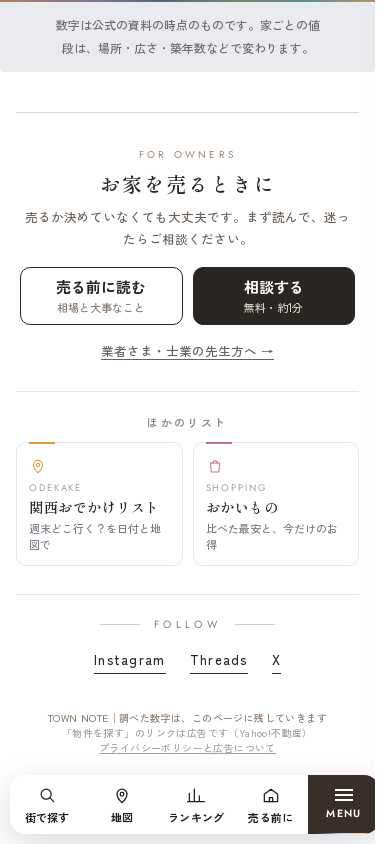 数字は公式の資料の時点のものです。家ごとの値
段は、場所・広さ・築年数などで変わります。
FOR OWNERS
お家を売るときに
売るか決めていなくても大丈夫です。まず読んで、迷っ
たらご相談ください。
売る前に読む
相場と大事なこと
相談する
無料・約1分
業者さま・士業の先生方へ →
ほかのリスト
ODEKAKE
関西おでかけリスト
週末どこ行く？を日付と地
図で
SHOPPING
おかいもの
比べた最安と、今だけのお
得
FOLLOW
Instagram Threads X
TOWN NOTE｜調べた数字は、このページに残していきます
「物件を探す」のリンクは広告です（Yahoo!不動産）
プライバシーポリシーと広告について
街で探す 地図 ランキング 売る前に MENU